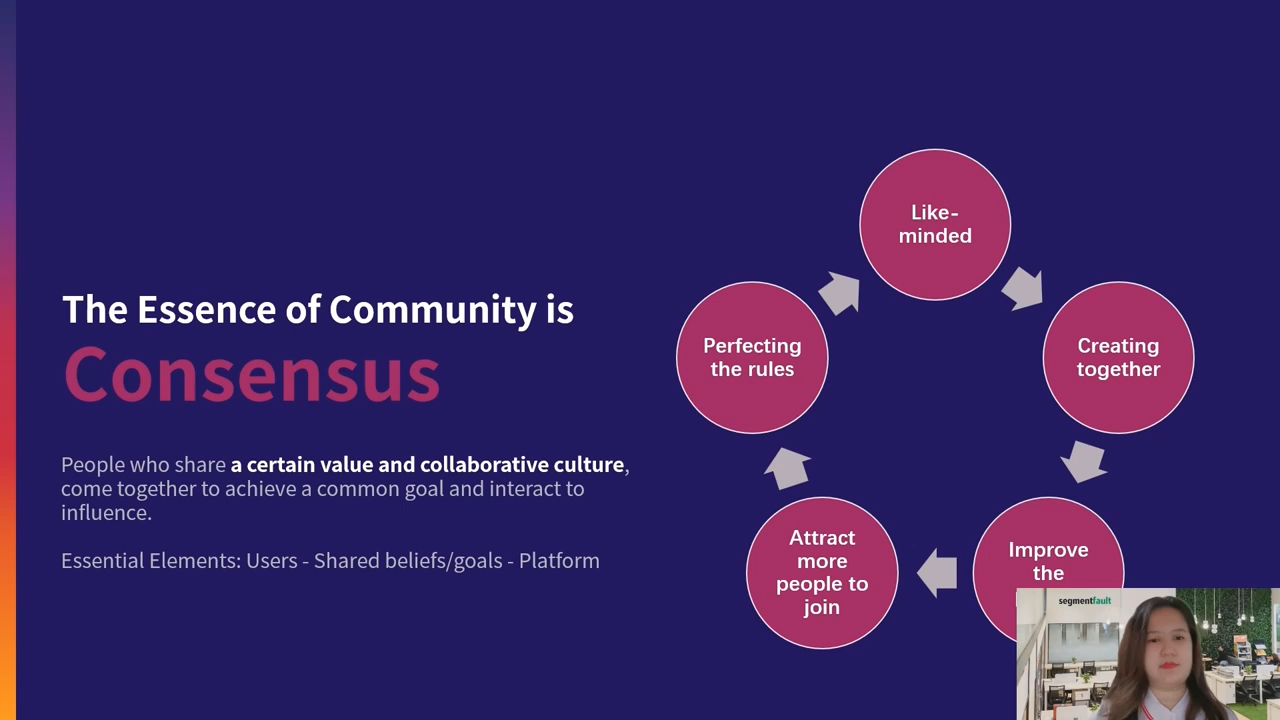 The Essence of Community is
Consensus
People who share a certain value and collaborative culture,
come together to achieve a common goal and interact to
influence.
Essential Elements: Users - Shared beliefs/goals - Platform
Like-
minded
Creating
together
Improve
the
Attract
more
people to
join
Perfecting
the rules
segmentfault